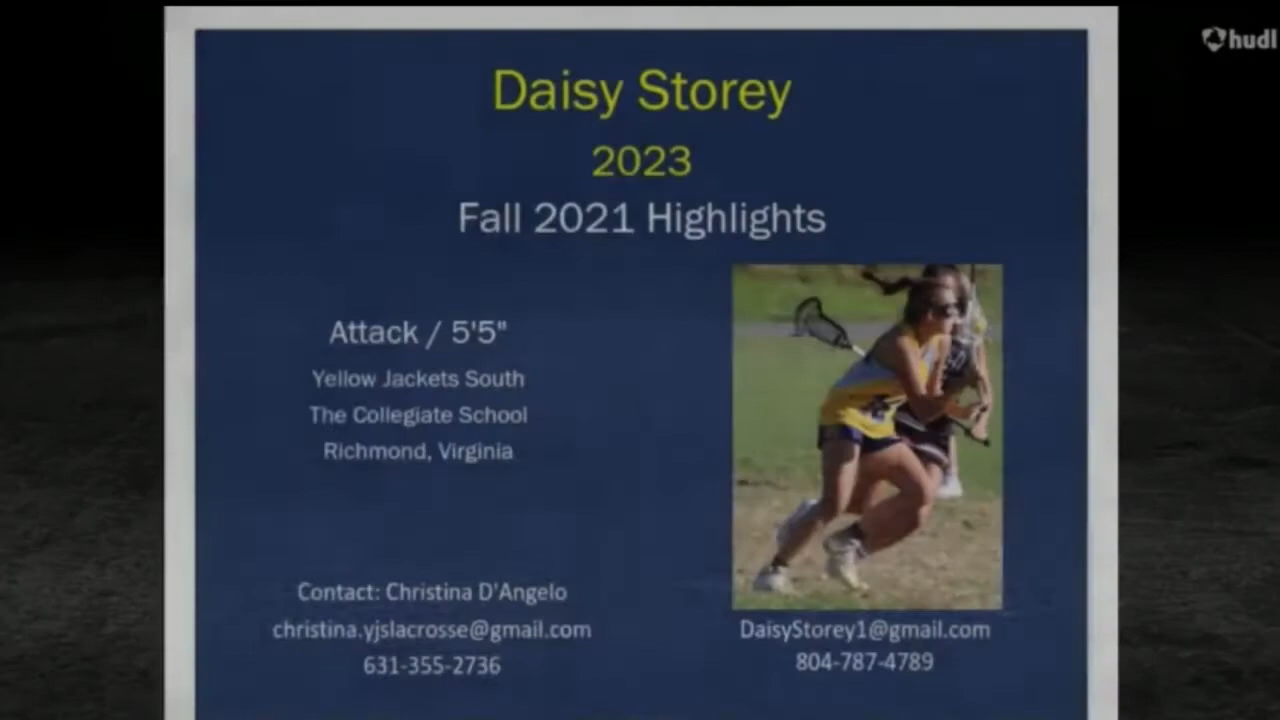 hudl
Daisy Storey
2023
Fall 2021 Highlights
Attack / 5'5"
Yellow Jackets South
The Collegiate School
Richmond, Virginia
Contact: Christina D'Angelo
christina.yjslacrosse@gmail.com
631-355-2736
DaisyStorey1@gmail.com
804-787-4789